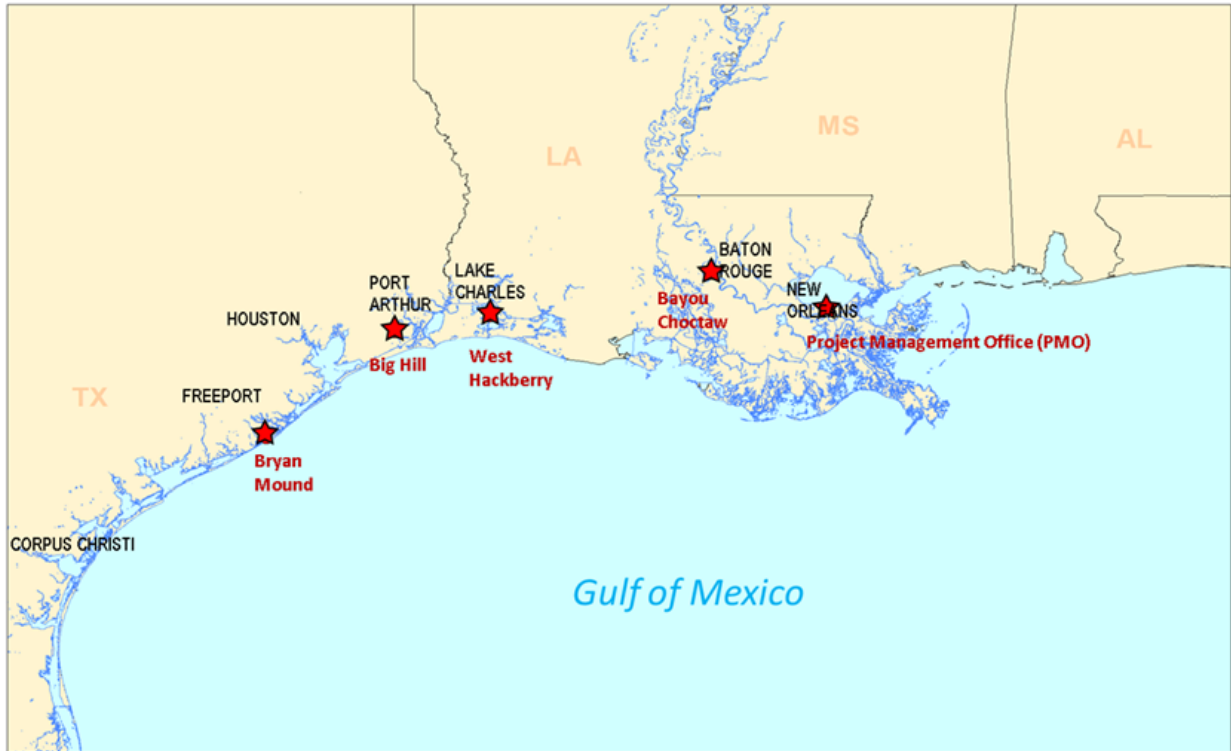 MS
AL
LA
BATON
ROUGE
LAKE
CHARLES
PORT
ARTHUR
NEW
ORLEANS
Bayou
Choctaw
HOUSTON
Project Management Office (PMO)
Big Hill
West
Hackberry
TX
FREEPORT
Bryan
Mound
CORPUS CHRISTI
Gulf of Mexico